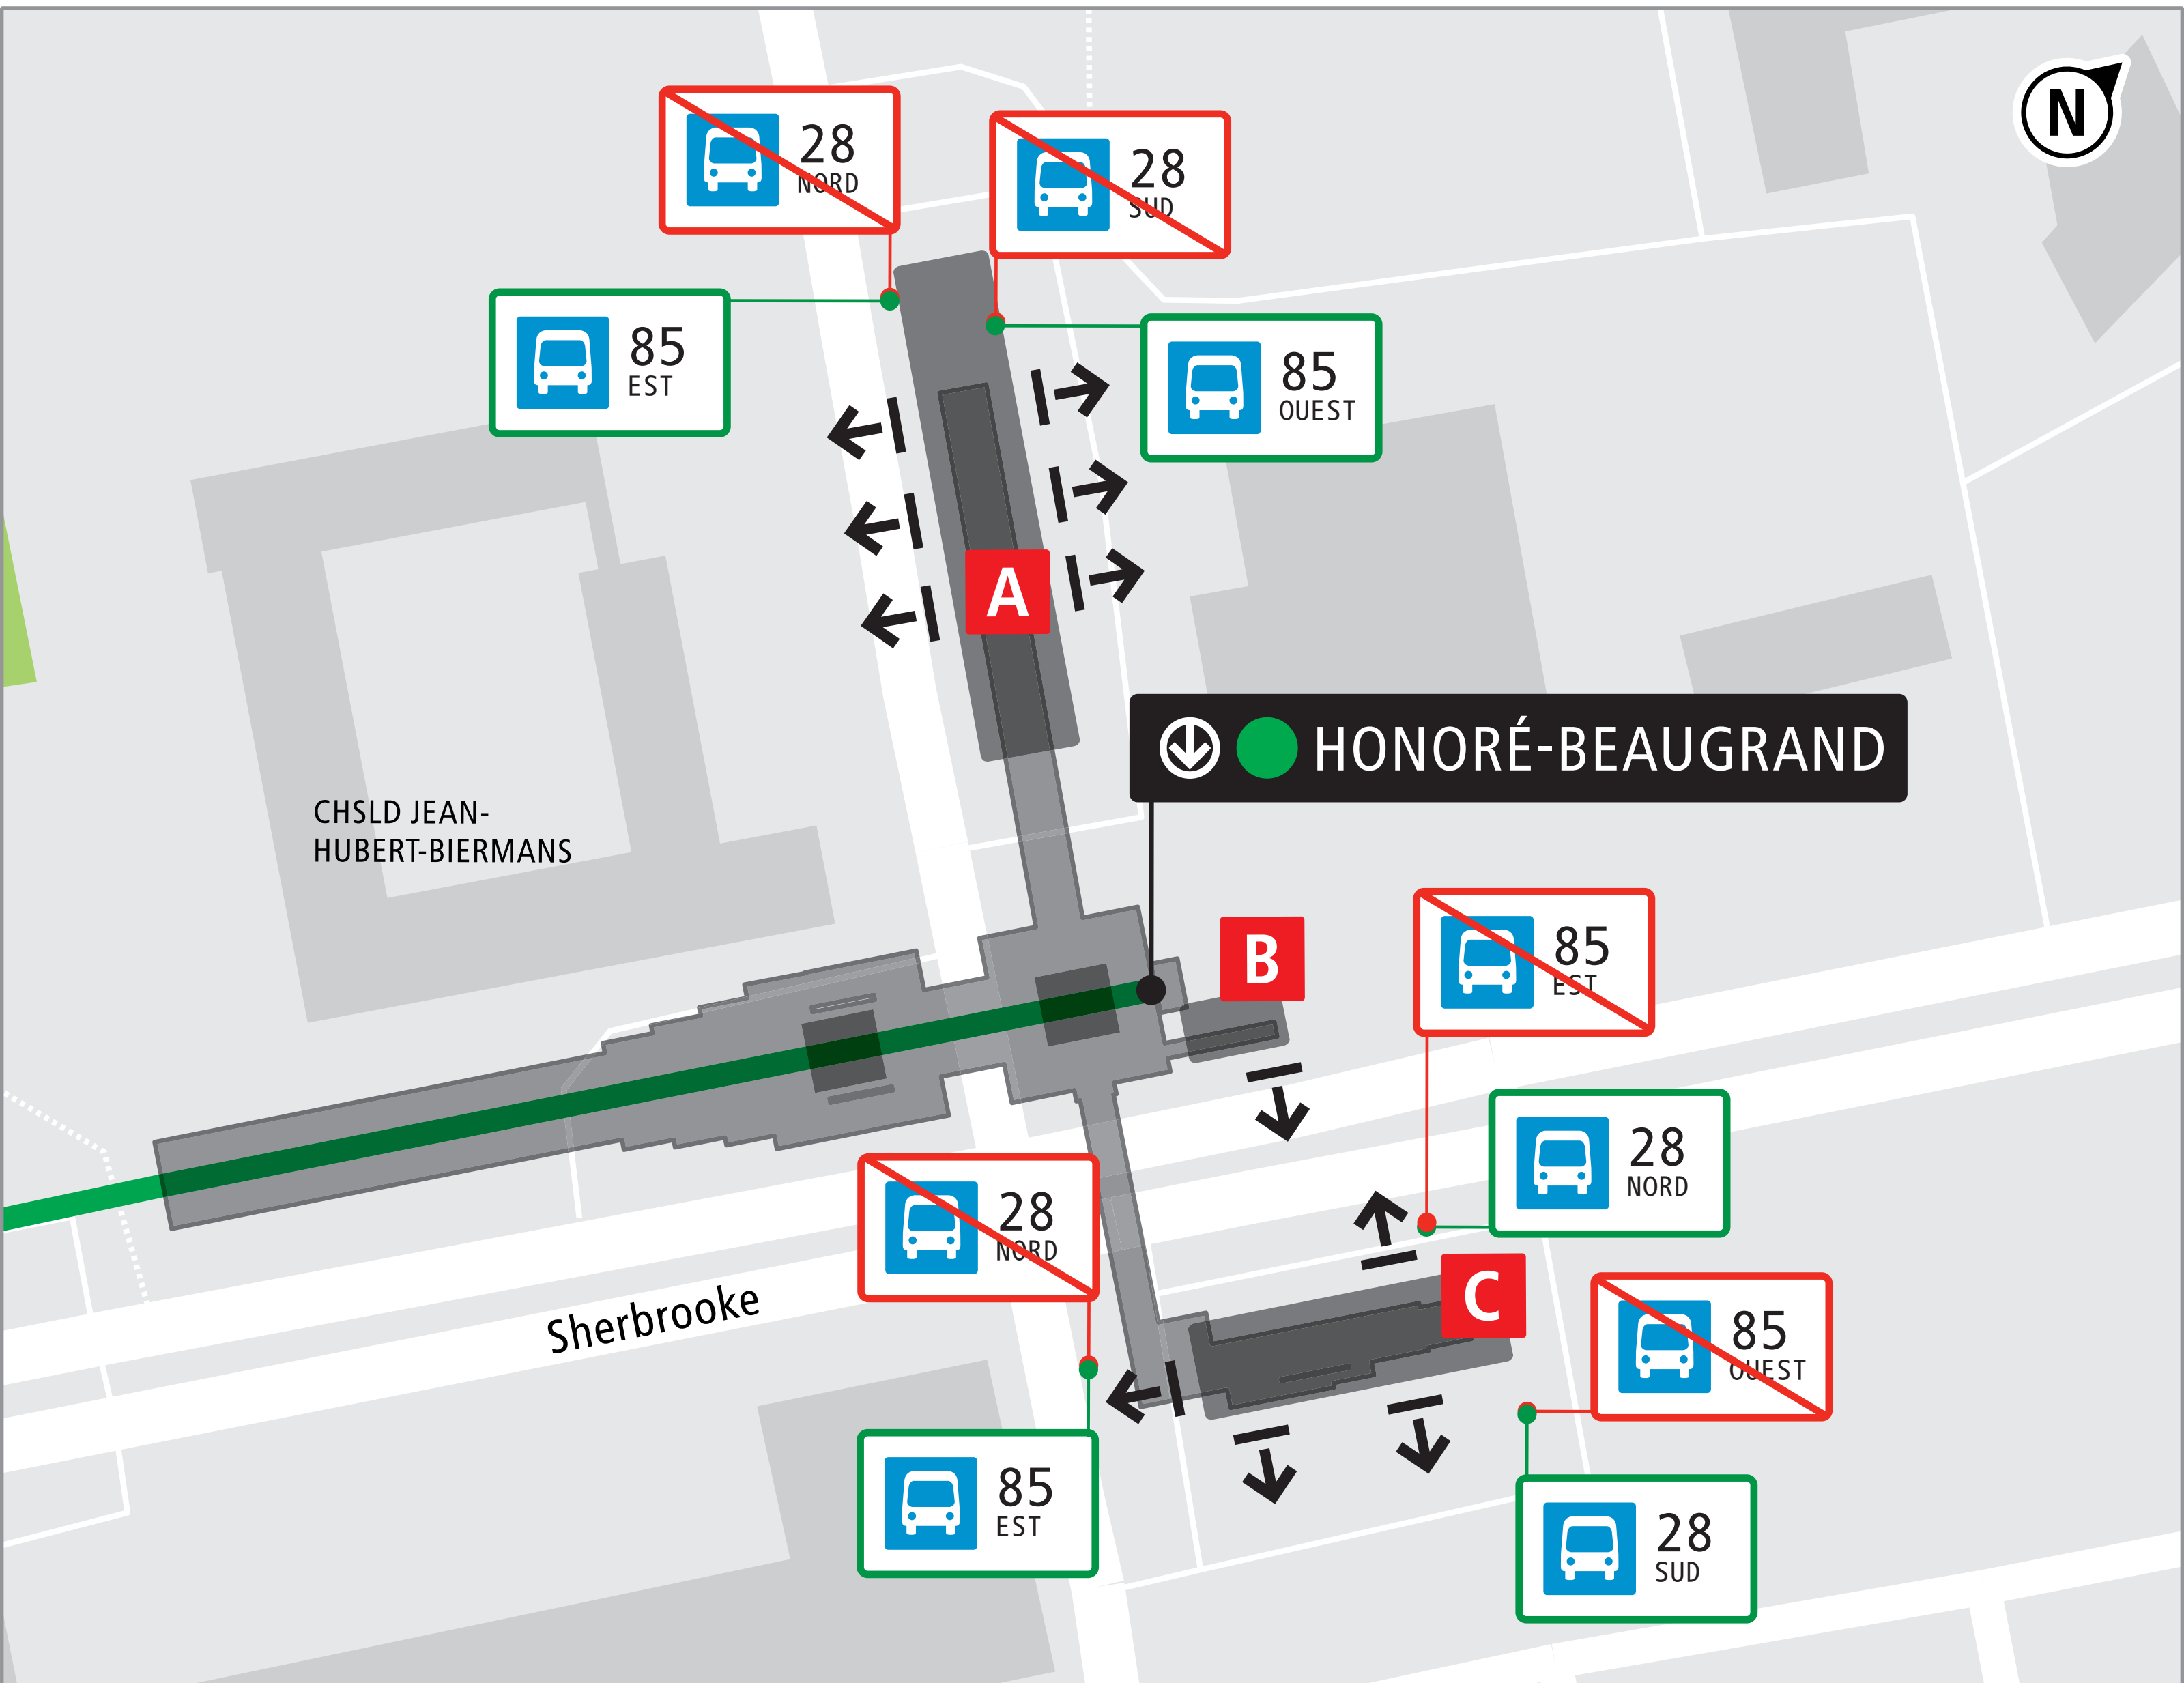 N
28
NORD
28
SUD
85
EST
85
OUEST
A
HONORÉ-BEAUGRAND
CHSLD JEAN-
HUBERT-BIERMANS
B
85
EST
28
NORD
28
NORD
C
Sherbrooke
85
OUEST
85
EST
28
SUD